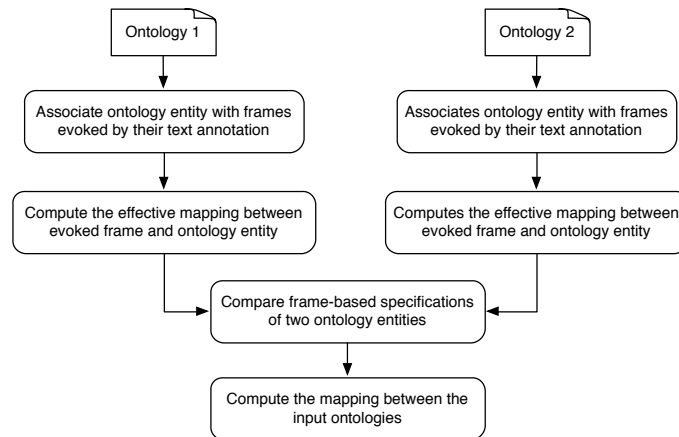 Ontology 1
Ontology 2
Associate ontology entity with frames
evoked by their text annotation
Associates ontology entity with frames
evoked by their text annotation
Compute the effective mapping between
evoked frame and ontology entity
Computes the effective mapping between
evoked frame and ontology entity
Compare frame-based specifications
of two ontology entities
Compute the mapping between the
input ontologies